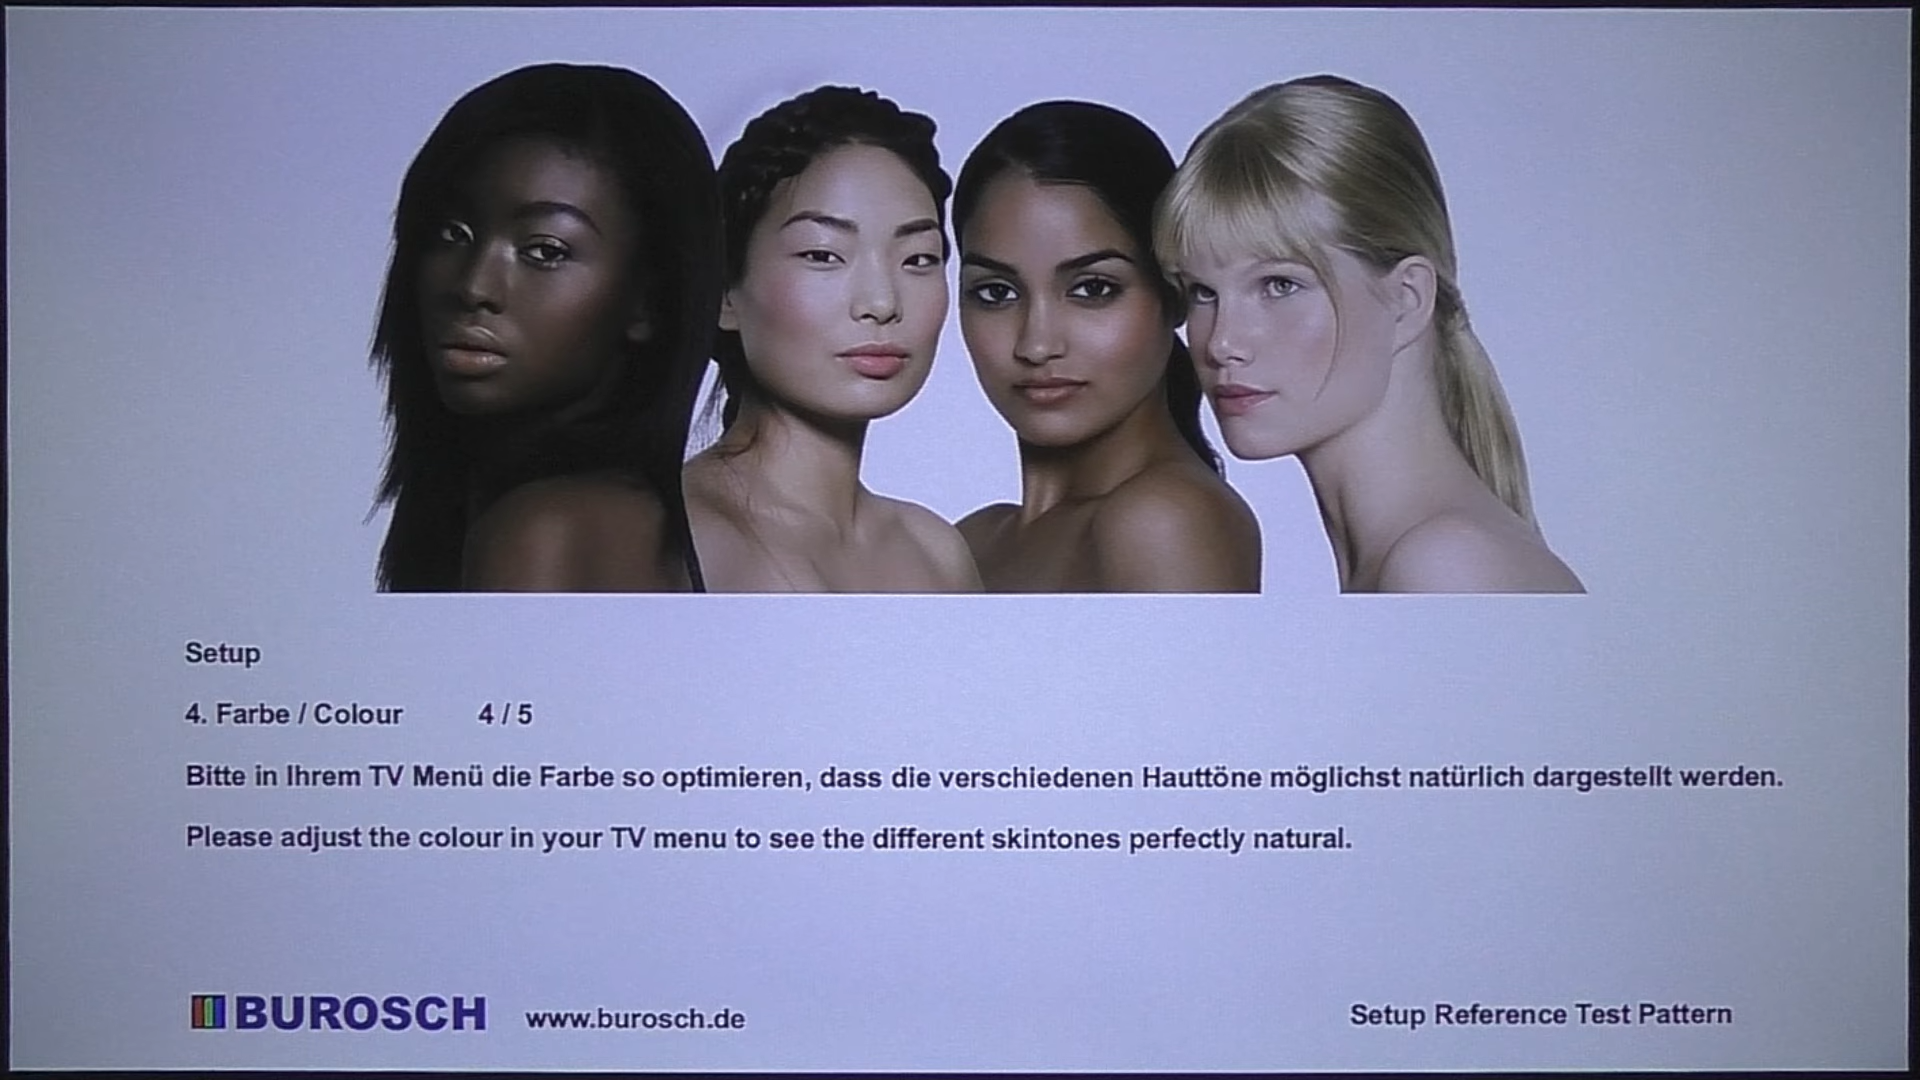 Setup
4. Farbe / Colour 4 / 5
Bitte in Ihrem TV Menü die Farbe so optimieren, dass die verschiedenen Hauttöne möglichst natürlich dargestellt werden.
Please adjust the colour in your TV menu to see the different skintones perfectly natural.
BUROSCH www.burosch.de Setup Reference Test Pattern